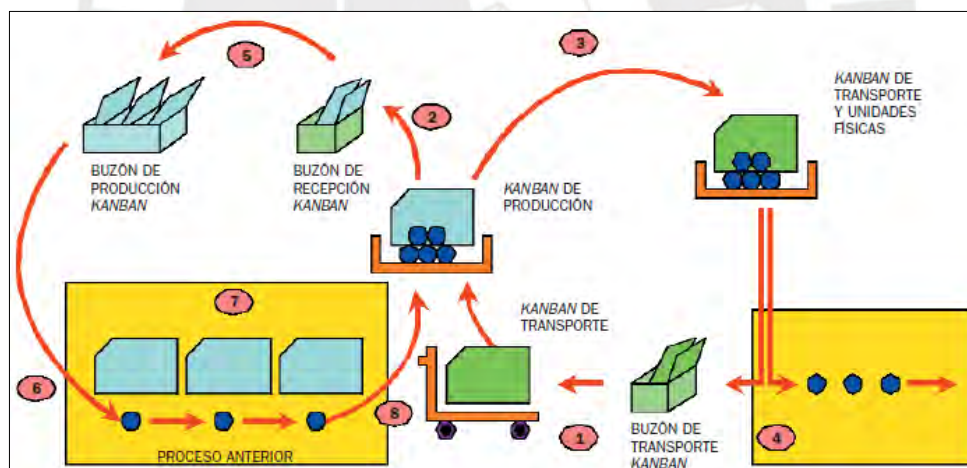 5
3
2
KANBAN DE
TRANSPORTE
Y UNIDADES
FÍSICAS
BUZÓN DE
PRODUCCIÓN
KANBAN
BUZÓN DE
RECEPCIÓN
KANBAN
KANBAN DE
PRODUCCIÓN
7
KANBAN DE
TRANSPORTE
6
8
1
4
BUZÓN DE
TRANSPORTE
KANBAN
PROCESO ANTERIOR